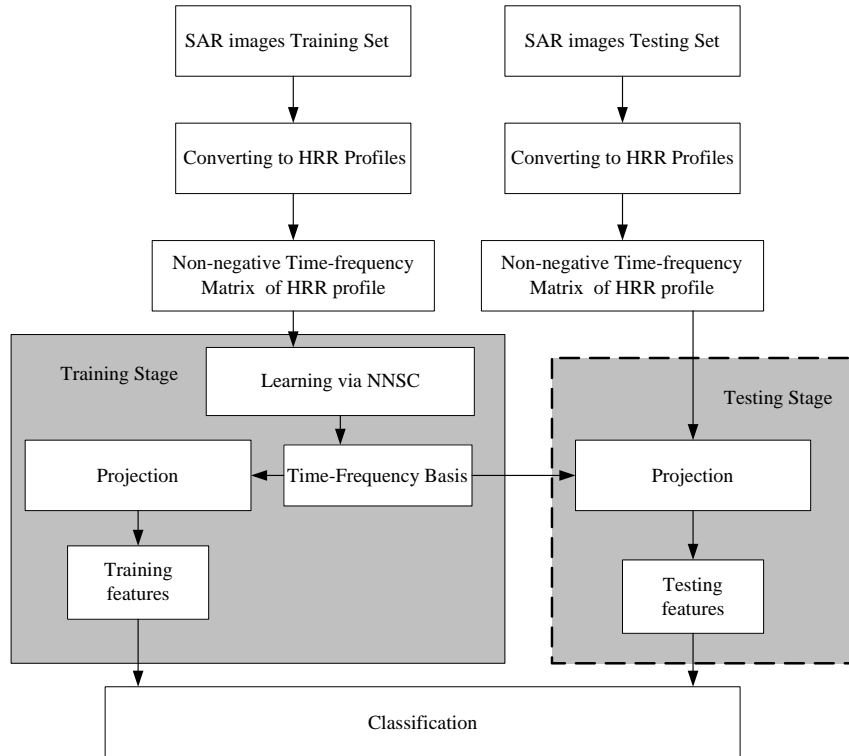 SAR images Training Set
SAR images Testing Set
Converting to HRR Profiles
Converting to HRR Profiles
Non-negative Time-frequency
Matrix of HRR profile
Non-negative Time-frequency
Matrix of HRR profile
Training Stage
Learning via NNSC
Testing Stage
Projection
Time-Frequency Basis
Projection
Training
features
Testing
features
Classification